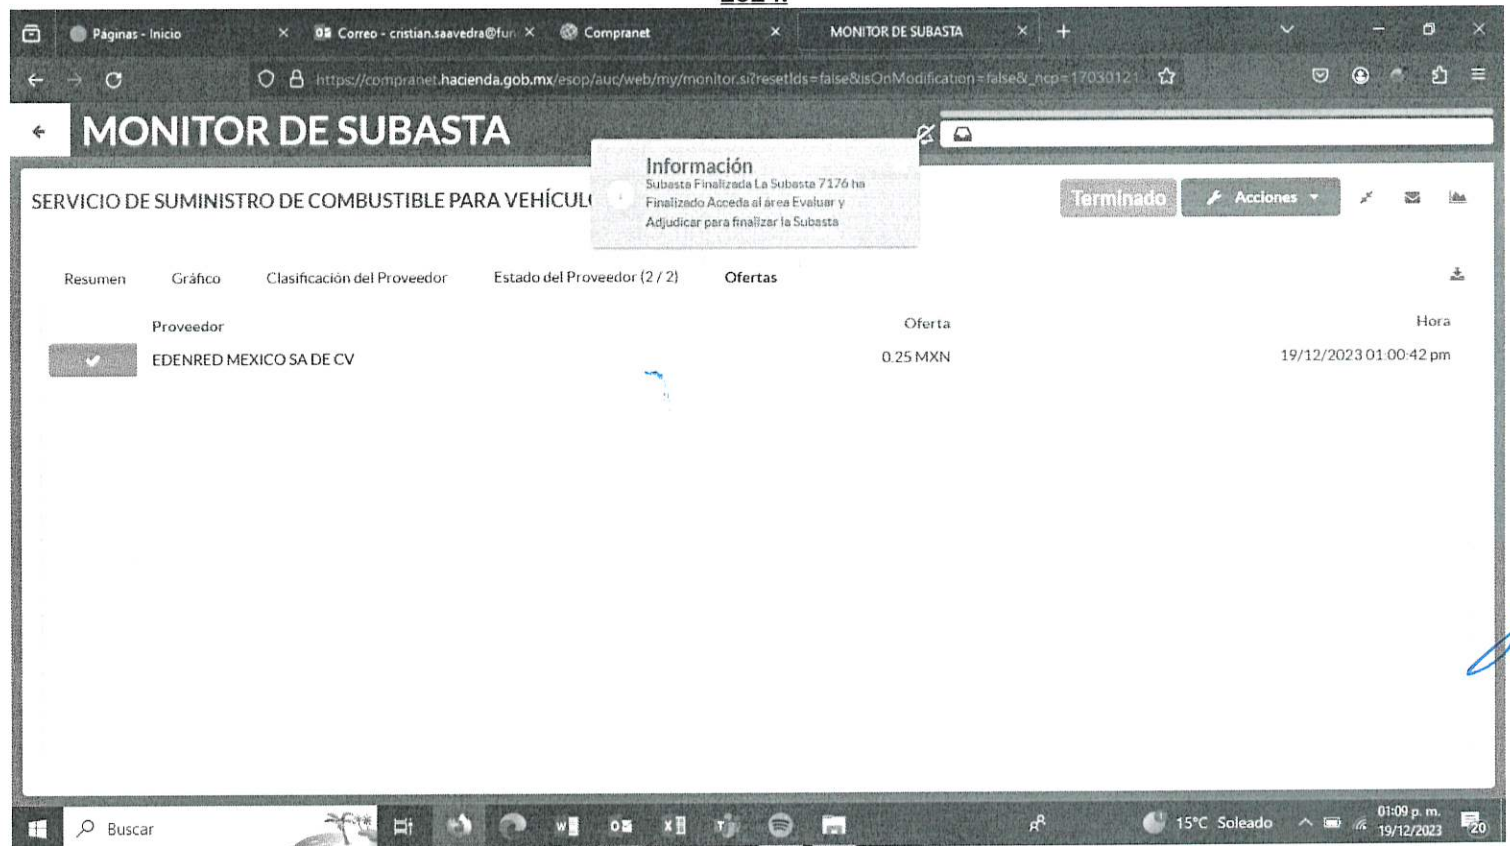 Páginas - Inicio
Correo - cristian.saavedra@fun
Compranet
MONITOR DE SUBASTA
https://compranet.hacienda.gob.mx/esop/auc/web/my/monitor.si?resetIds=false&isOnModification=false&_ncp=17030121
MONITOR DE SUBASTA
Información
Subasta Finalizada La Subasta 7176 ha
Finalizado Acceda al área Evaluar y
Adjudicar para finalizar la Subasta
SERVICIO DE SUMINISTRO DE COMBUSTIBLE PARA VEHÍCUL
Terminado
Acciones
Resumen
Gráfico
Clasificación del Proveedor
Estado del Proveedor (2 / 2)
Ofertas
Proveedor
Oferta
Hora
EDENRED MEXICO SA DE CV
0.25 MXN
19/12/2023 01:00:42 pm
Buscar
15°C Soleado
01:09 p. m.
19/12/2023
20